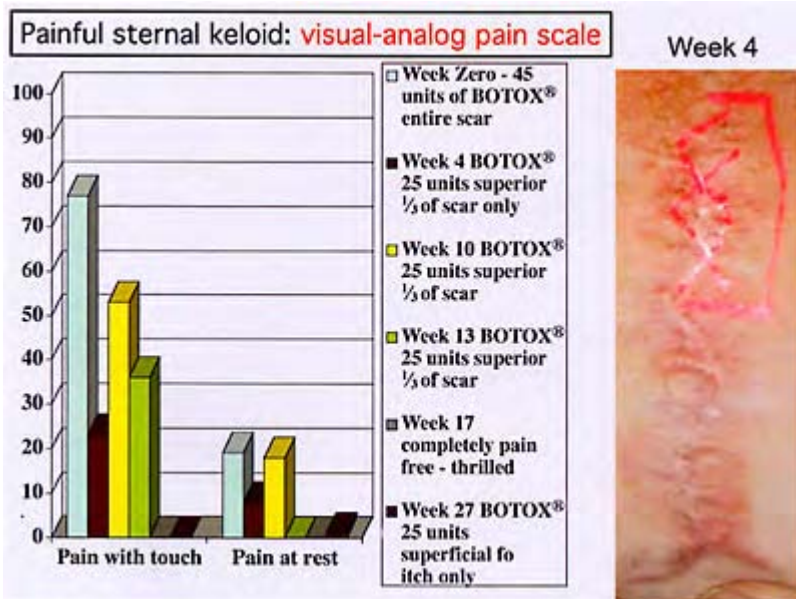 Painful sternal keloid: visual-analog pain scale
Week 4
100
90
80
70
60
50
40
30
20
10
0
Pain with touch
Pain at rest
Week Zero - 45
units of BOTOX®
entire scar
Week 4 BOTOX®
25 units superior
⅓ of scar only
Week 10 BOTOX®
25 units superior
⅓ of scar
Week 13 BOTOX®
25 units superior
⅓ of scar
Week 17
completely pain
free - thrilled
Week 27 BOTOX®
25 units
superficial fo
itch only